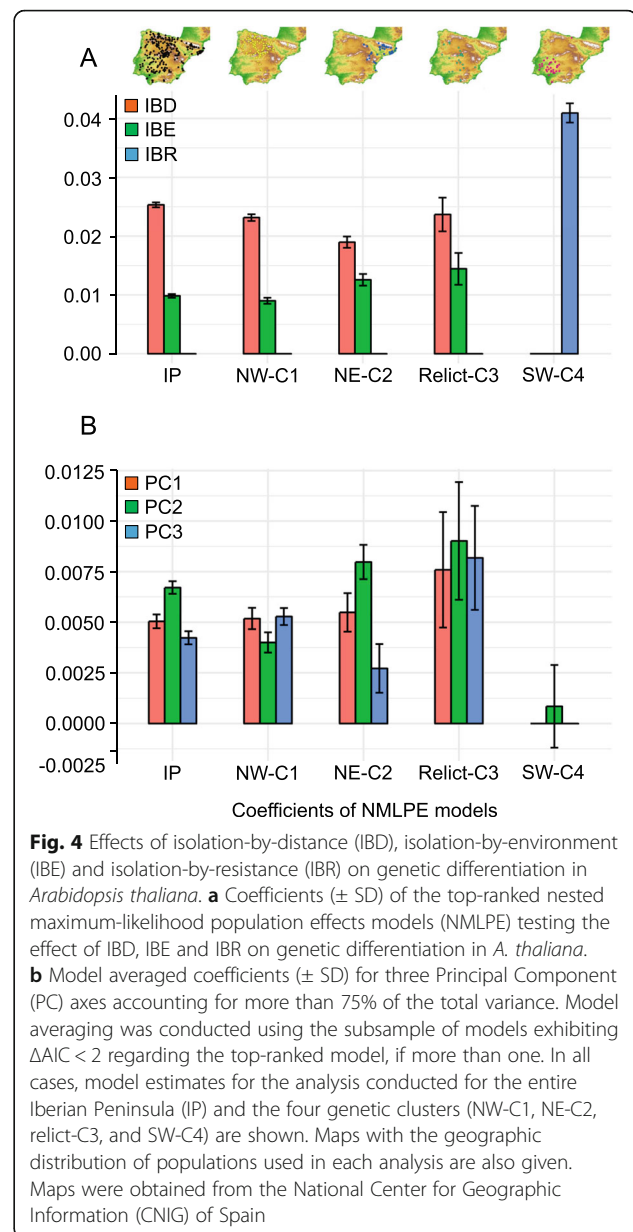 A
IBD
IBE
IBR
0.04
0.03
0.02
0.01
0.00
IP NW-C1 NE-C2 Relict-C3 SW-C4
B
0.0125
PC1
PC2
PC3
0.0100
0.0075
0.0050
0.0025
0.0000
-0.0025
IP NW-C1 NE-C2 Relict-C3 SW-C4
Coefficients of NMLPE models
Fig. 4 Effects of isolation-by-distance (IBD), isolation-by-environment
(IBE) and isolation-by-resistance (IBR) on genetic differentiation in
Arabidopsis thaliana. a Coefficients (± SD) of the top-ranked nested
maximum-likelihood population effects models (NMLPE) testing the
effect of IBD, IBE and IBR on genetic differentiation in A. thaliana.
b Model averaged coefficients (± SD) for three Principal Component
(PC) axes accounting for more than 75% of the total variance. Model
averaging was conducted using the subsample of models exhibiting
ΔAIC < 2 regarding the top-ranked model, if more than one. In all
cases, model estimates for the analysis conducted for the entire
Iberian Peninsula (IP) and the four genetic clusters (NW-C1, NE-C2,
relict-C3, and SW-C4) are shown. Maps with the geographic
distribution of populations used in each analysis are also given.
Maps were obtained from the National Center for Geographic
Information (CNIG) of Spain